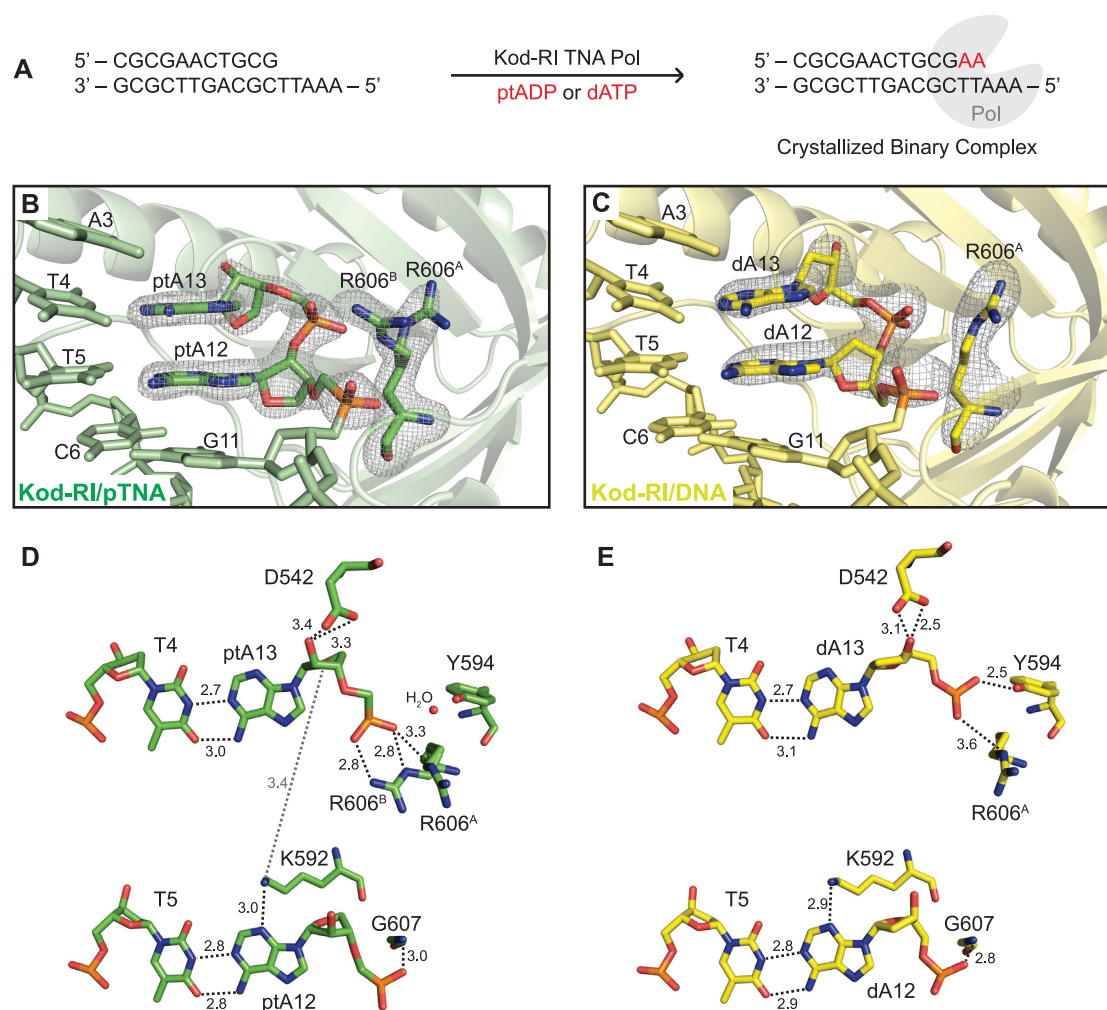 A
5’ – CGCGAACTGCG
3’ – GCGCTTGACGCTTAAA – 5’
Kod-RI TNA Pol
ptADP or dATP
5’ – CGCGAACTGCGAA
3’ – GCGCTTGACGCTTAAA – 5’
Pol
Crystallized Binary Complex
B
A3
T4
T5
C6
ptA13
ptA12
G11
R606B
R606A
Kod-RI/pTNA
C
A3
T4
T5
C6
dA13
dA12
G11
R606A
Kod-RI/DNA
D
D542
3.4
3.3
T4
ptA13
Y594
H2O
2.7
3.0
3.3
2.8
2.8
3.4
R606B
R606A
K592
T5
3.0
G607
2.8
3.0
2.8
ptA12
E
D542
3.1
2.5
T4
dA13
Y594
2.5
2.7
3.1
3.6
R606A
K592
T5
2.9
G607
2.8
2.8
2.9
dA12